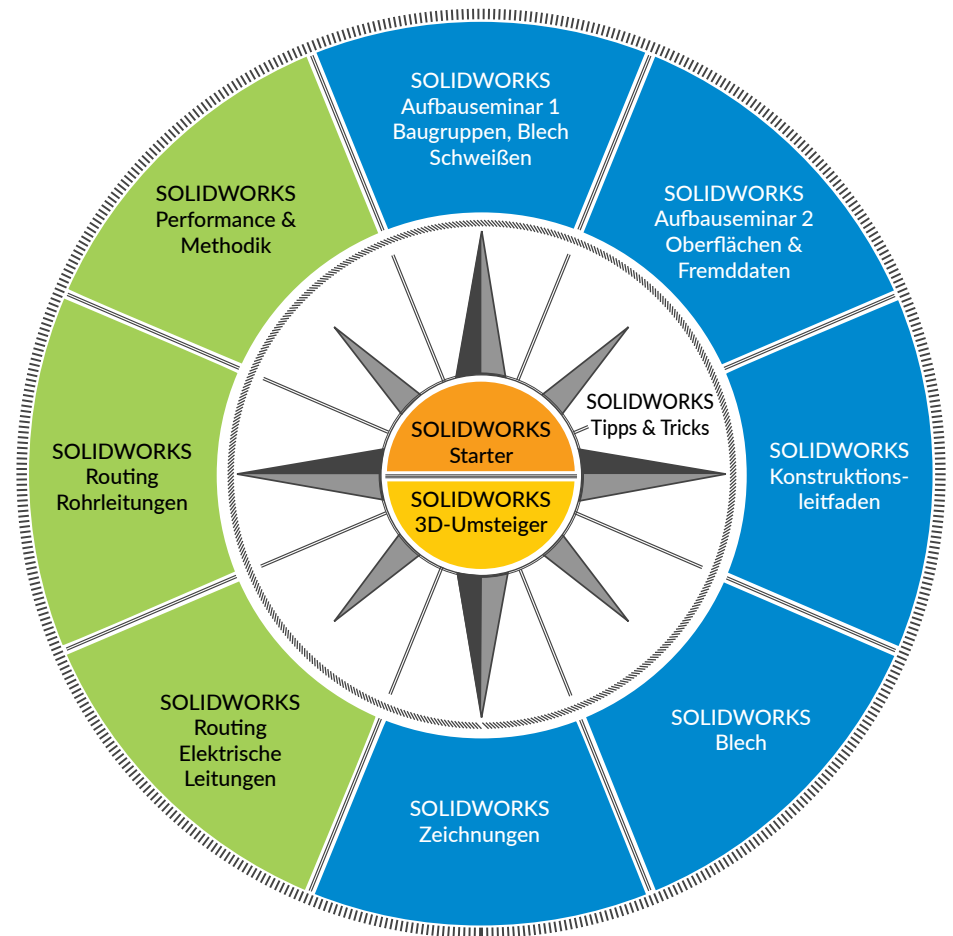 SOLIDWORKS
Aufbauseminar 1
Baugruppen, Blech
Schweißen
SOLIDWORKS
Aufbauseminar 2
Oberflächen &
Fremddaten
SOLIDWORKS
Konstruktions-
leitfaden
SOLIDWORKS
Blech
SOLIDWORKS
Zeichnungen
SOLIDWORKS
Routing
Elektrische
Leitungen
SOLIDWORKS
Routing
Rohrleitungen
SOLIDWORKS
Performance &
Methodik
SOLIDWORKS
Tipps & Tricks
SOLIDWORKS
Starter
SOLIDWORKS
3D-Umsteiger